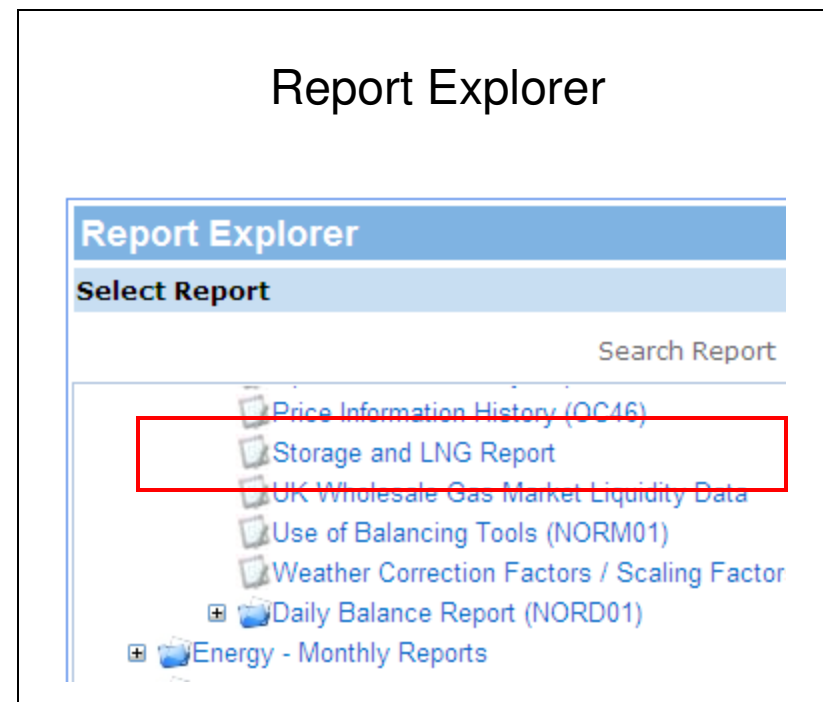 Report Explorer
Report Explorer
Select Report
Search Report
Price Information History (OC46)
Storage and LNG Report
UK Wholesale Gas Market Liquidity Data
Use of Balancing Tools (NORM01)
Weather Correction Factors / Scaling Factor
Daily Balance Report (NORD01)
Energy - Monthly Reports